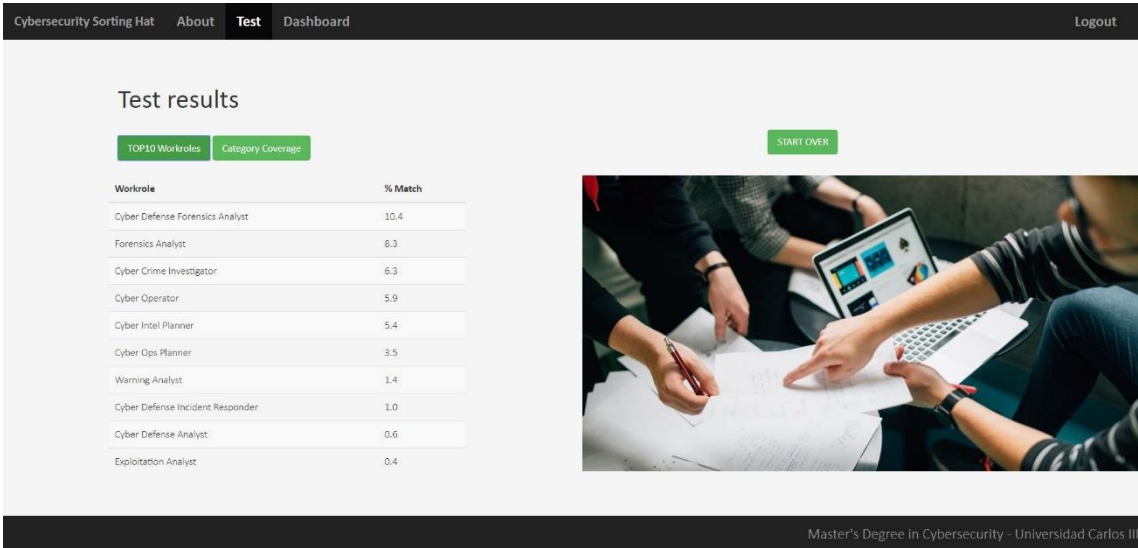 Cybersecurity Sorting Hat About Test Dashboard Logout
Test results
TOP10 Workroles Category Coverage
START OVER
Workrole % Match
Cyber Defense Forensics Analyst 10.4
Forensics Analyst 8.3
Cyber Crime Investigator 6.3
Cyber Operator 5.9
Cyber Intel Planner 5.4
Cyber Ops Planner 3.5
Warning Analyst 1.4
Cyber Defense Incident Responder 1.0
Cyber Defense Analyst 0.6
Exploitation Analyst 0.4
Master's Degree in Cybersecurity - Universidad Carlos III